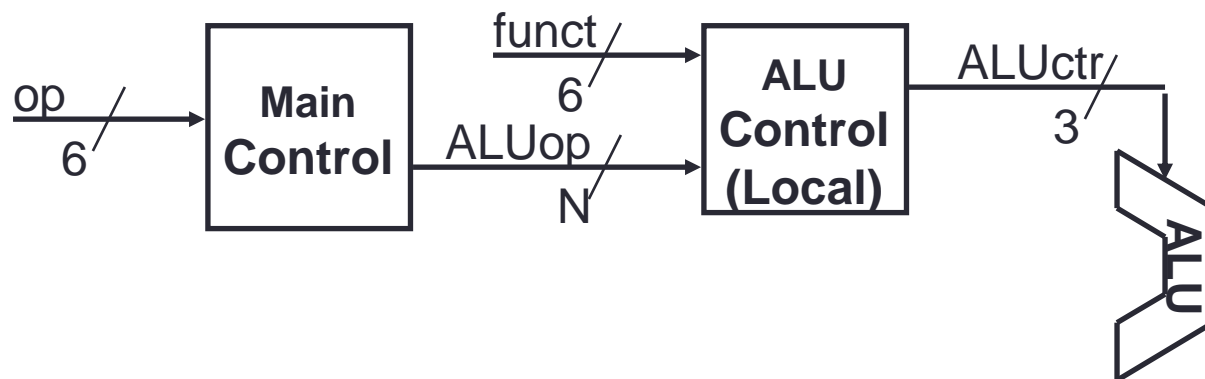 op
6
Main
Control
ALUop
N
funct
6
ALU
Control
(Local)
ALUctr
3
ALU